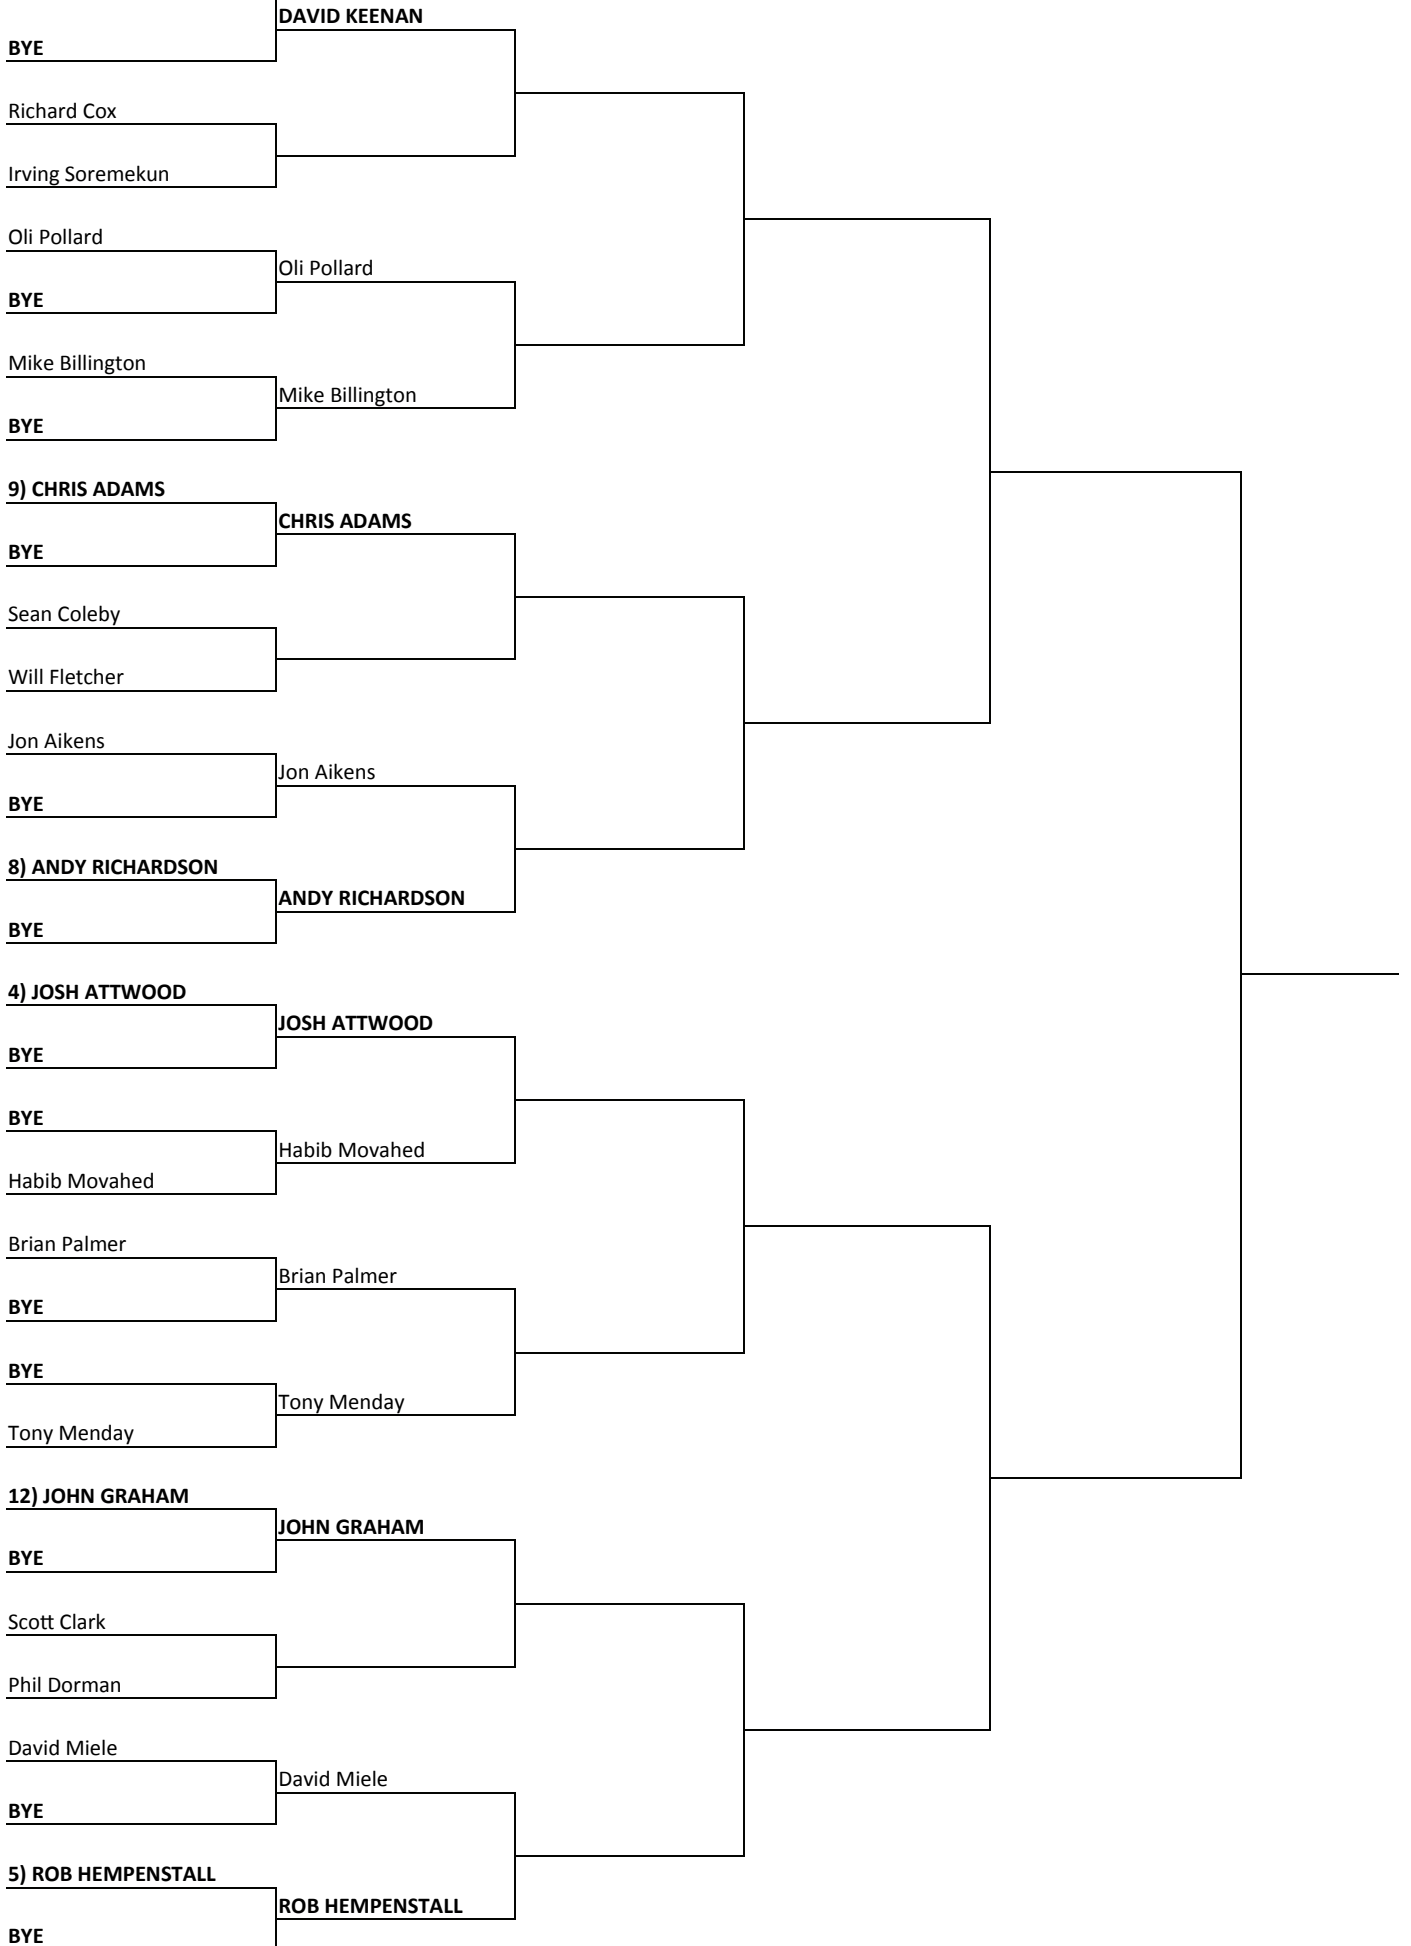 DAVID KEENAN
BYE
Richard Cox
Irving Soremekun
Oli Pollard
Oli Pollard
BYE
Mike Billington
Mike Billington
BYE
9) CHRIS ADAMS
CHRIS ADAMS
BYE
Sean Coleby
Will Fletcher
Jon Aikens
Jon Aikens
BYE
8) ANDY RICHARDSON
ANDY RICHARDSON
BYE
4) JOSH ATTWOOD
JOSH ATTWOOD
BYE
BYE
Habib Movahed
Habib Movahed
Brian Palmer
Brian Palmer
BYE
BYE
Tony Menday
Tony Menday
12) JOHN GRAHAM
JOHN GRAHAM
BYE
Scott Clark
Phil Dorman
David Miele
David Miele
BYE
5) ROB HEMPENSTALL
ROB HEMPENSTALL
BYE